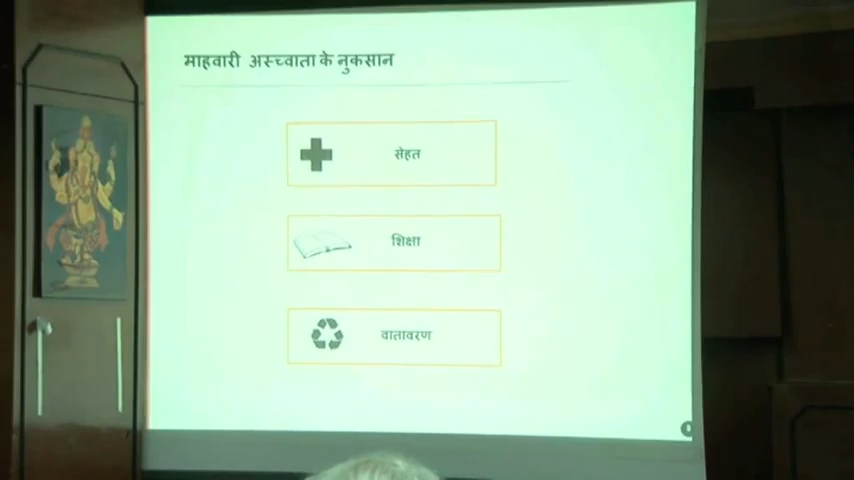 माहवारी अस्च्वाता के नुकसान
सेहत
शिक्षा
वातावरण